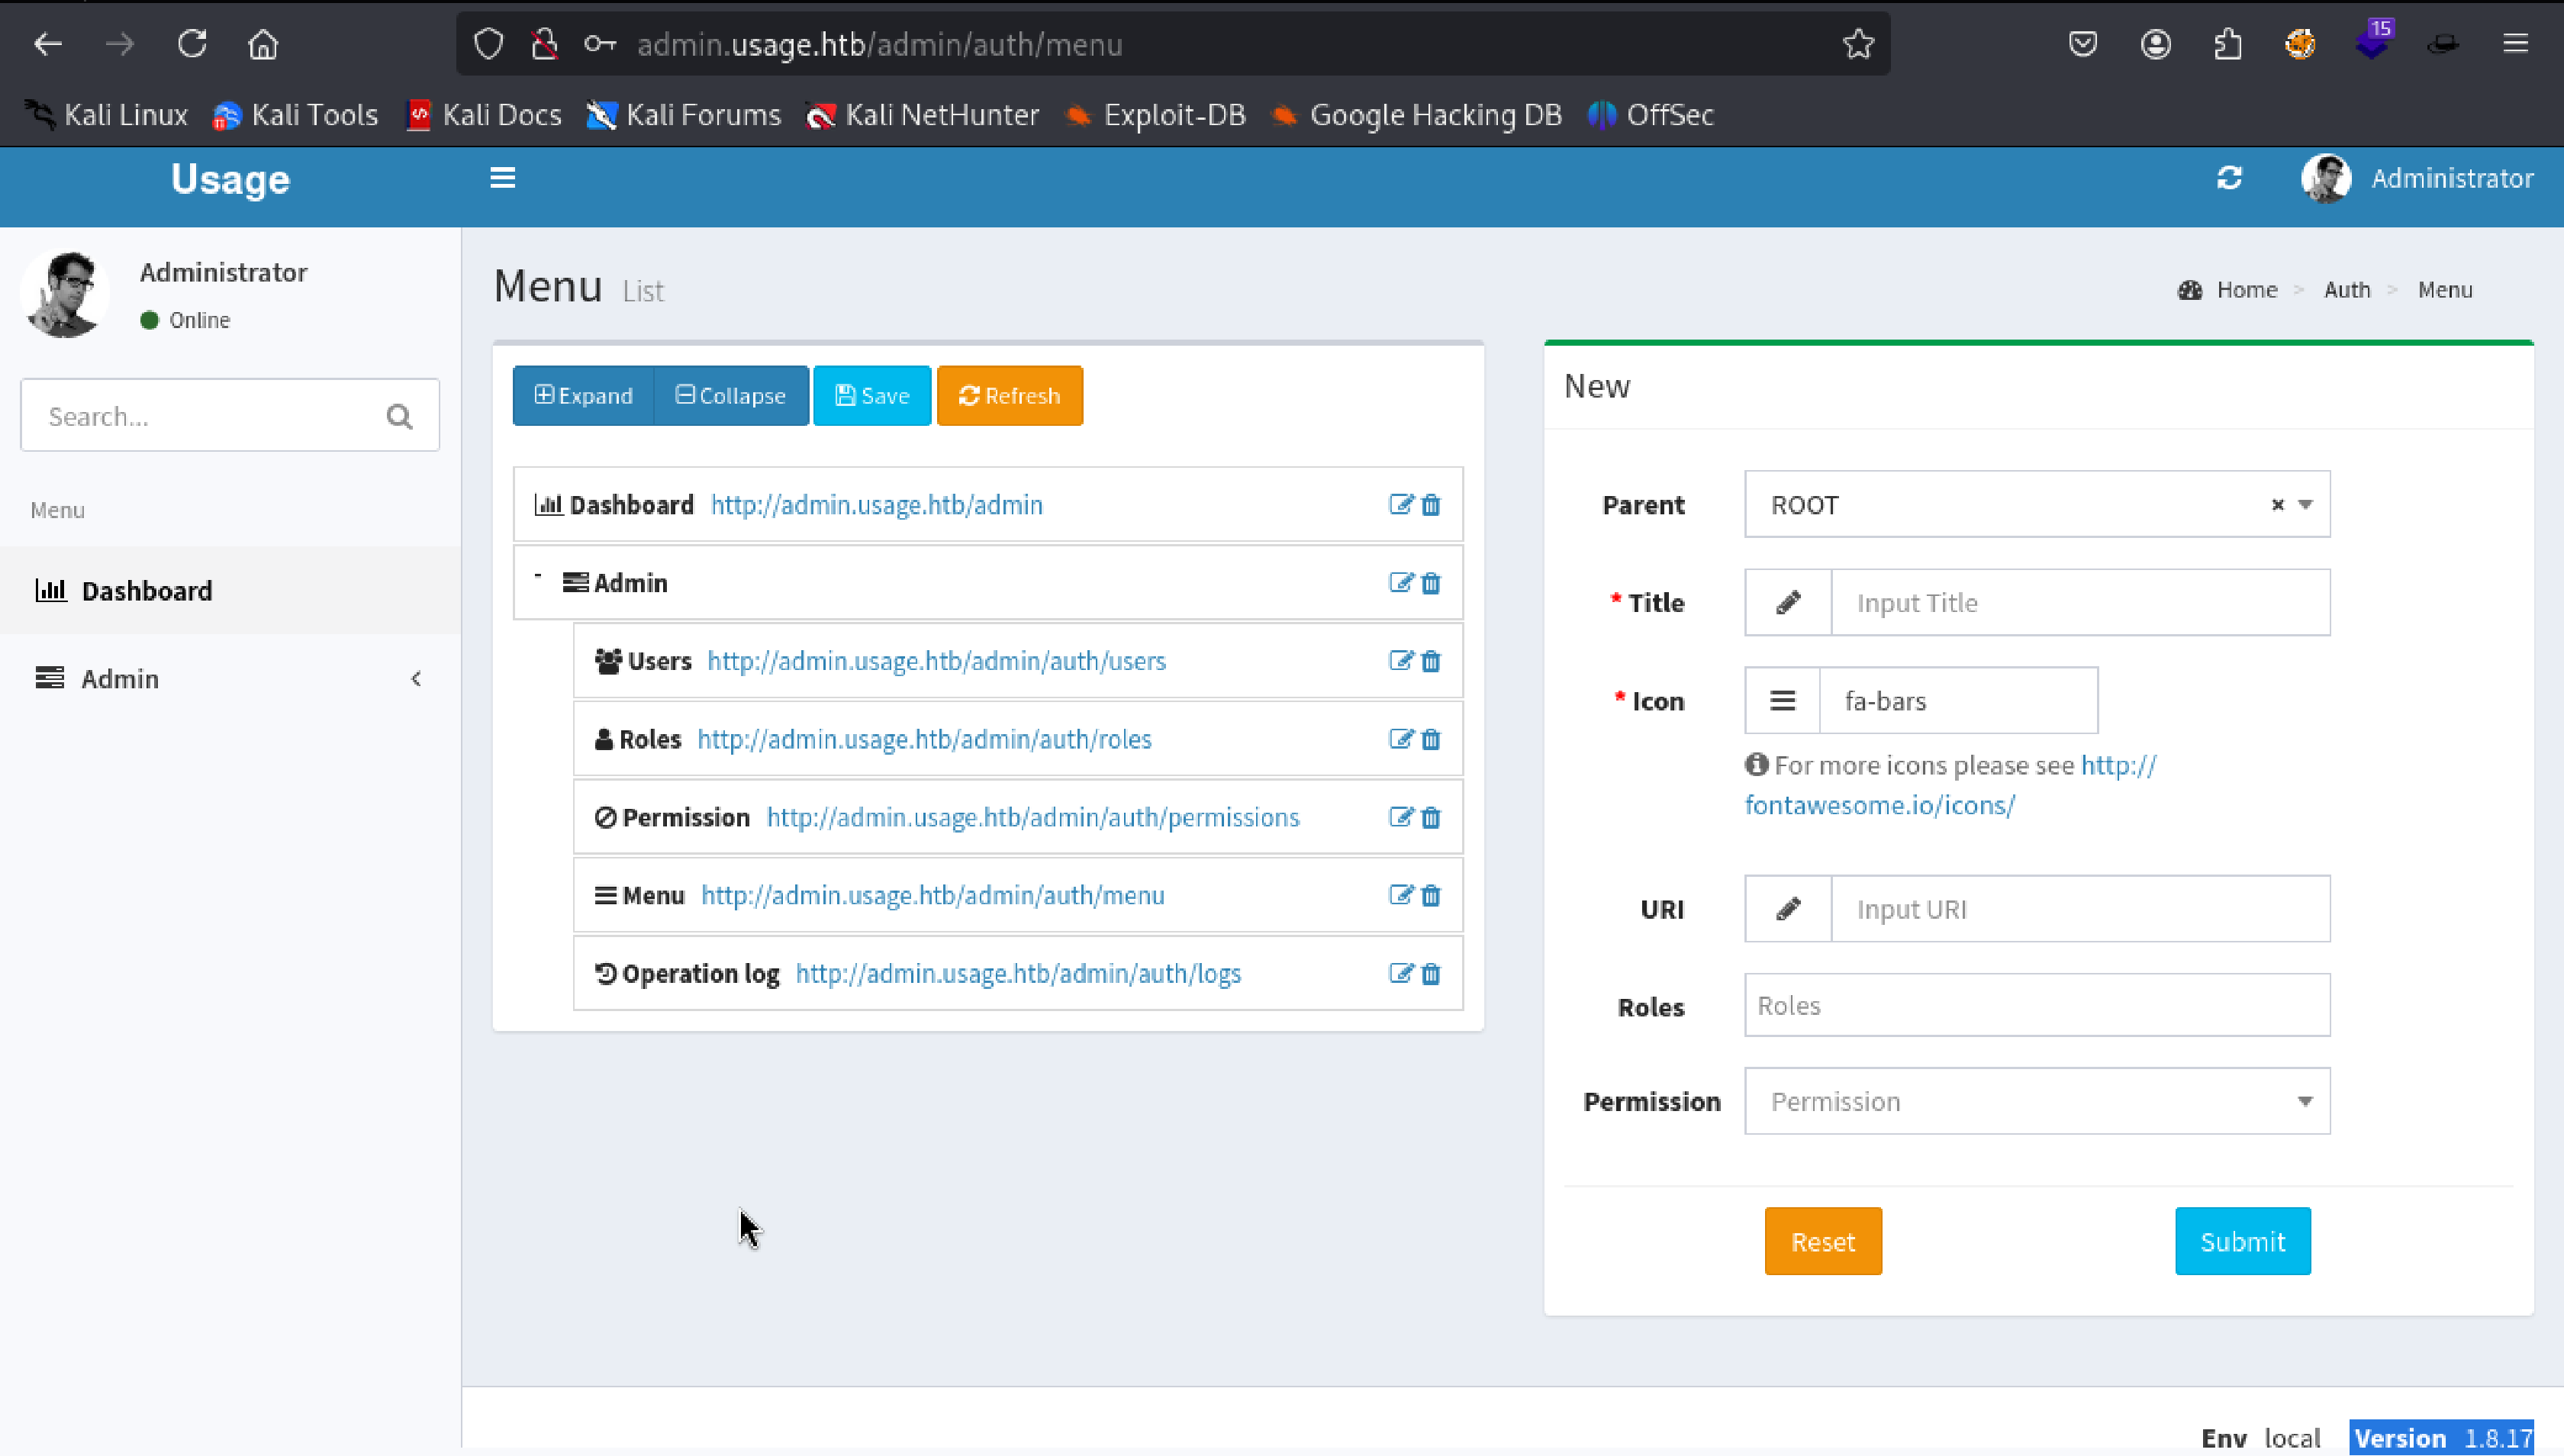 admin.usage.htb/admin/auth/menu
15
Kali Linux Kali Tools Kali Docs Kali Forums Kali NetHunter Exploit-DB Google Hacking DB OffSec
Usage
Administrator
Administrator
Online
Search...
Menu
Dashboard
Admin
Menu List
Home > Auth > Menu
Expand Collapse Save Refresh
Dashboard http://admin.usage.htb/admin
Admin
Users http://admin.usage.htb/admin/auth/users
Roles http://admin.usage.htb/admin/auth/roles
Permission http://admin.usage.htb/admin/auth/permissions
Menu http://admin.usage.htb/admin/auth/menu
Operation log http://admin.usage.htb/admin/auth/logs
New
Parent ROOT
* Title Input Title
* Icon fa-bars
For more icons please see http://
fontawesome.io/icons/
URI Input URI
Roles Roles
Permission Permission
Reset Submit
Env local Version 1.8.17